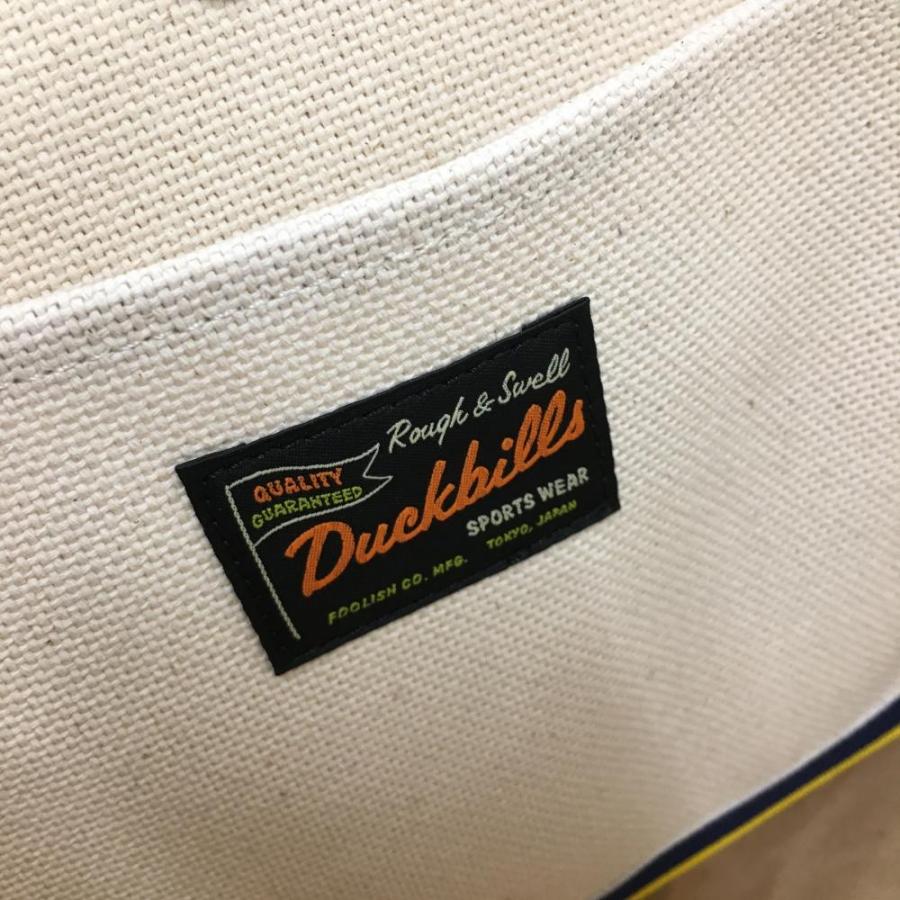 Rough & Swell
QUALITY
GUARANTEED
Duckbills
SPORTS WEAR
FOOLISH CO. MFG. TOKYO, JAPAN